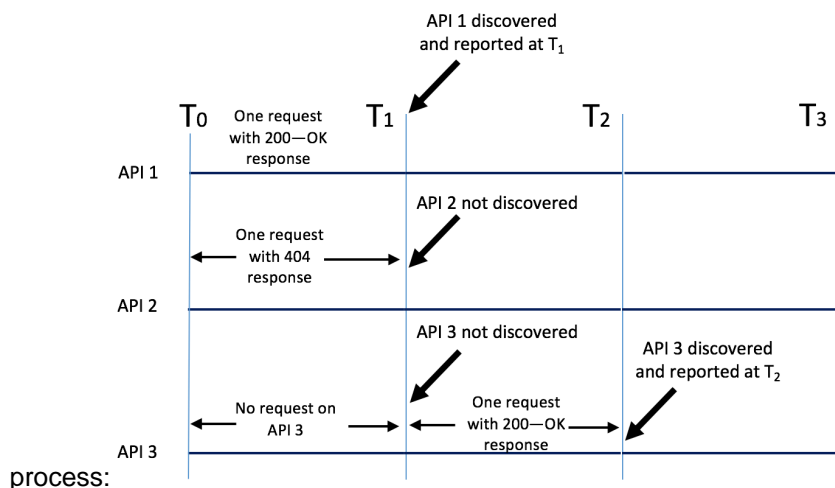 API 1 discovered
and reported at T1
T0
One request
with 200—OK
response
T1
T2
T3
API 1
API 2 not discovered
One request
with 404
response
API 2
API 3 not discovered
API 3 discovered
and reported at T2
No request on
API 3
One request
with 200—OK
response
API 3
process: